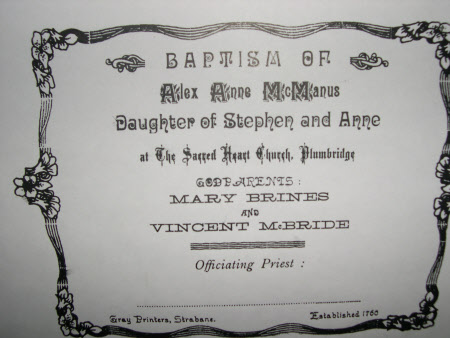 BAPTISM OF
Alex Anne McManus
Daughter of Stephen and Anne
at The Sacred Heart Church, Plumbridge
GODPARENTS :
MARY BRINES
AND
VINCENT McBRIDE
Officiating Priest :
Gray Printers, Strabane. Established 1760